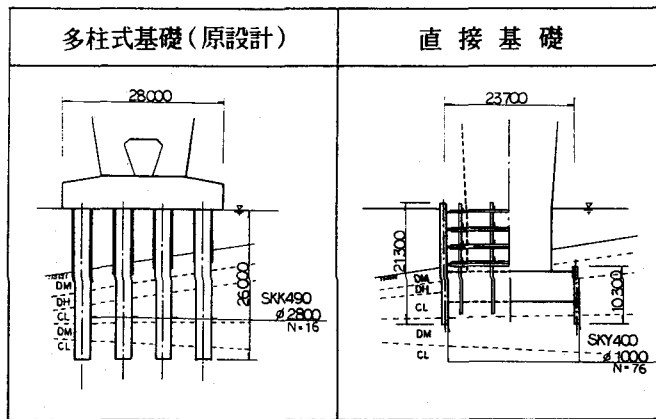 多柱式基礎(原設計)
直接基礎
28000
26000
DM
DH
CL
DM
CL
SKK490
φ2800
N=16
23700
21300
10300
DM
DH
CL
DM
CL
SKY400
φ1000
N=76